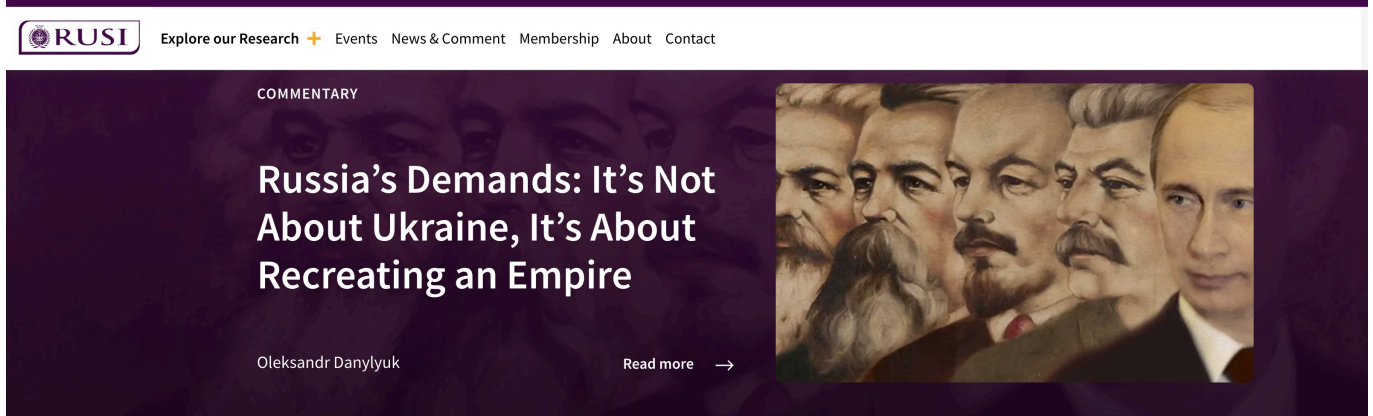 RUSI
Explore our Research + Events News & Comment Membership About Contact
COMMENTARY
Russia’s Demands: It’s Not
About Ukraine, It’s About
Recreating an Empire
Oleksandr Danylyuk
Read more →